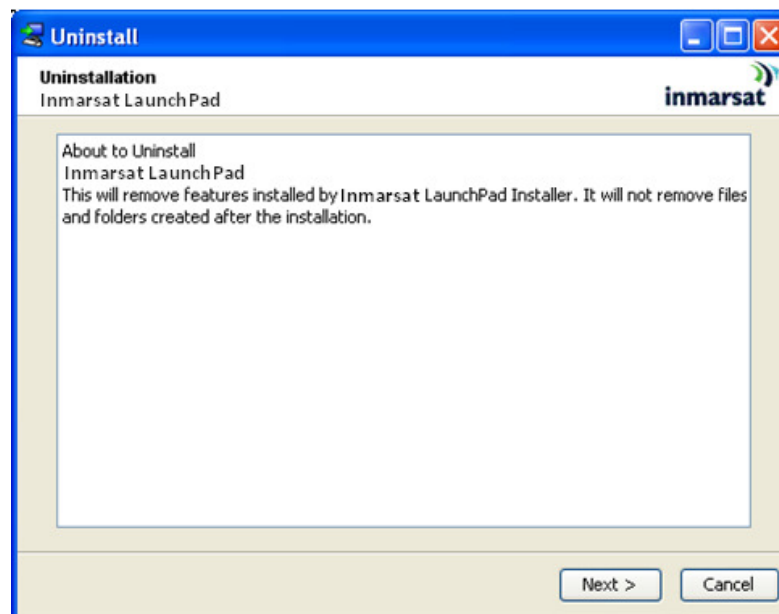 Uninstall
Uninstallation
Inmarsat LaunchPad
inmarsat
About to Uninstall
Inmarsat LaunchPad
This will remove features installed by Inmarsat LaunchPad Installer. It will not remove files
and folders created after the installation.
Next >
Cancel